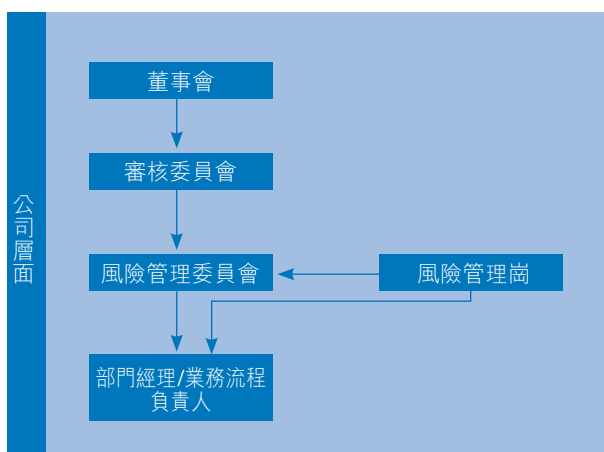 公司層面
董事會
審核委員會
風險管理委員會
風險管理崗
部門經理/業務流程
負責人